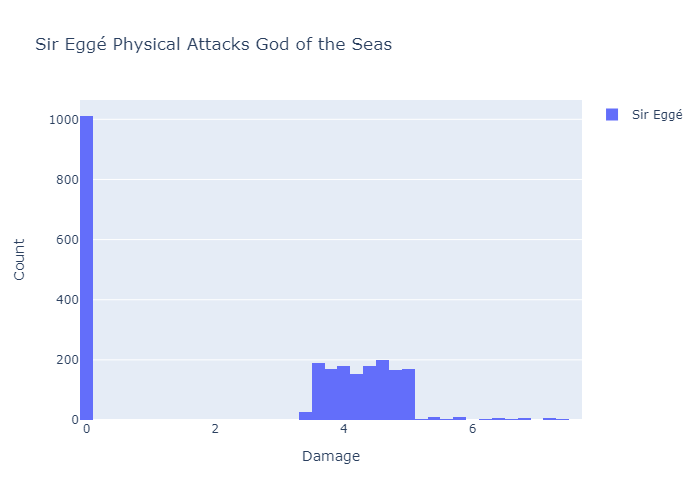 Sir Eggé Physical Attacks God of the Seas
Sir Eggé
1000
800
600
400
200
0
Count
0 2 4 6
Damage